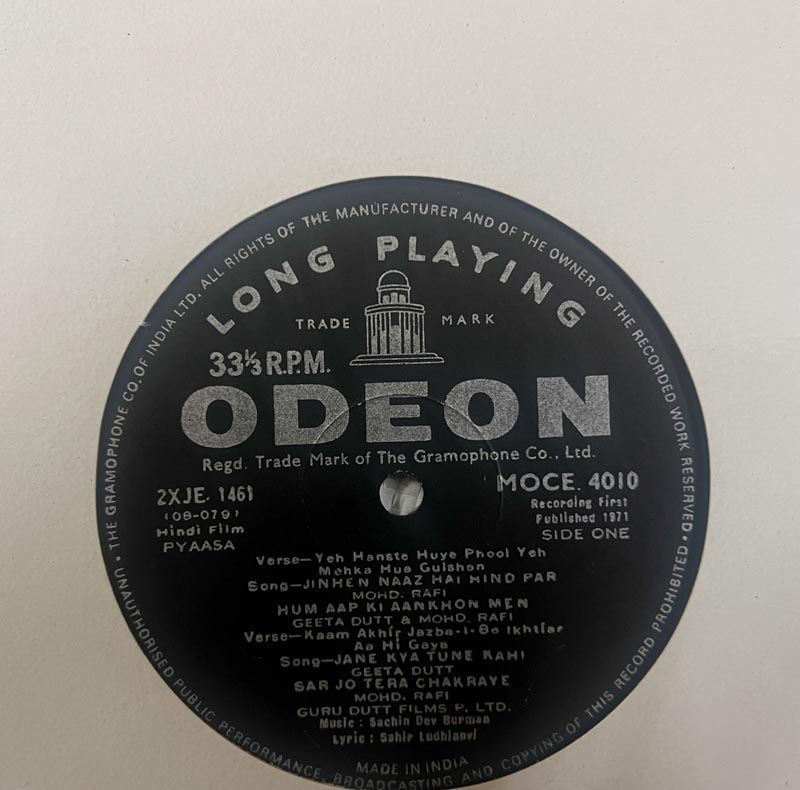 THE GRAMOPHONE CO. OF INDIA LTD. ALL RIGHTS OF THE MANUFACTURER AND OF THE OWNER OF THE RECORDED WORK RESERVED •
LONG PLAYING
TRADE MARK
33⅓ R.P.M.
ODEON
Regd. Trade Mark of The Gramophone Co., Ltd.
2XJE. 1461
(08-079)
Hindi Film
PYAASA
MOCE. 4010
Recording First
Published 1971
SIDE ONE
Verse—Yeh Hanste Huye Phool Yeh
Mehka Hua Gulshan
Song—JINHEN NAAZ HAI HIND PAR
MOHD. RAFI
HUM AAP KI AANKHON MEN
GEETA DUTT & MOHD. RAFI
Verse—Kaam Akhir Jazba-I-Be Ikhtiar
Aa Hi Gaya
Song—JANE KYA TUNE KAHI
GEETA DUTT
SAR JO TERA CHAKRAYE
MOHD. RAFI
GURU DUTT FILMS P. LTD.
Music : Sachin Dev Burman
Lyric : Sahir Ludhianvi
MADE IN INDIA
• UNAUTHORISED PUBLIC PERFORMANCE, BROADCASTING AND COPYING OF THIS RECORD PROHIBITED